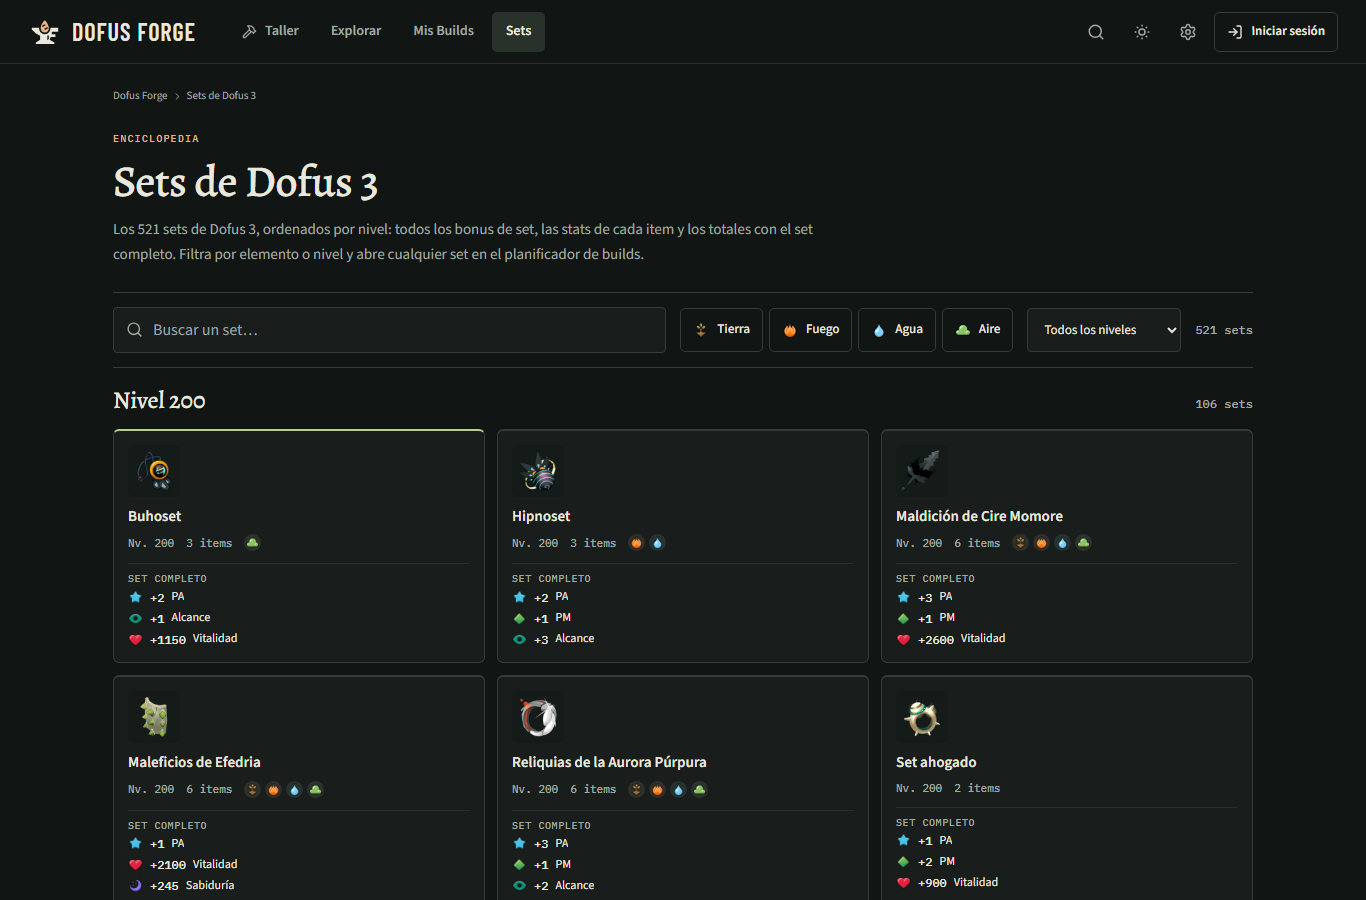 DOFUS FORGE
Taller
Explorar
Mis Builds
Sets
Iniciar sesión
Dofus Forge > Sets de Dofus 3
ENCICLOPEDIA
Sets de Dofus 3
Los 521 sets de Dofus 3, ordenados por nivel: todos los bonus de set, las stats de cada item y los totales con el set
completo. Filtra por elemento o nivel y abre cualquier set en el planificador de builds.
Buscar un set…
Tierra
Fuego
Agua
Aire
Todos los niveles
521 sets
Nivel 200
106 sets
Buhoset
Nv. 200 3 items
SET COMPLETO
+2 PA
+1 Alcance
+1150 Vitalidad
Hipnoset
Nv. 200 3 items
SET COMPLETO
+2 PA
+1 PM
+3 Alcance
Maldición de Cire Momore
Nv. 200 6 items
SET COMPLETO
+3 PA
+1 PM
+2600 Vitalidad
Maleficios de Efedria
Nv. 200 6 items
SET COMPLETO
+1 PA
+2100 Vitalidad
+245 Sabiduría
Reliquias de la Aurora Púrpura
Nv. 200 6 items
SET COMPLETO
+3 PA
+1 PM
+2 Alcance
Set ahogado
Nv. 200 2 items
SET COMPLETO
+1 PA
+2 PM
+900 Vitalidad